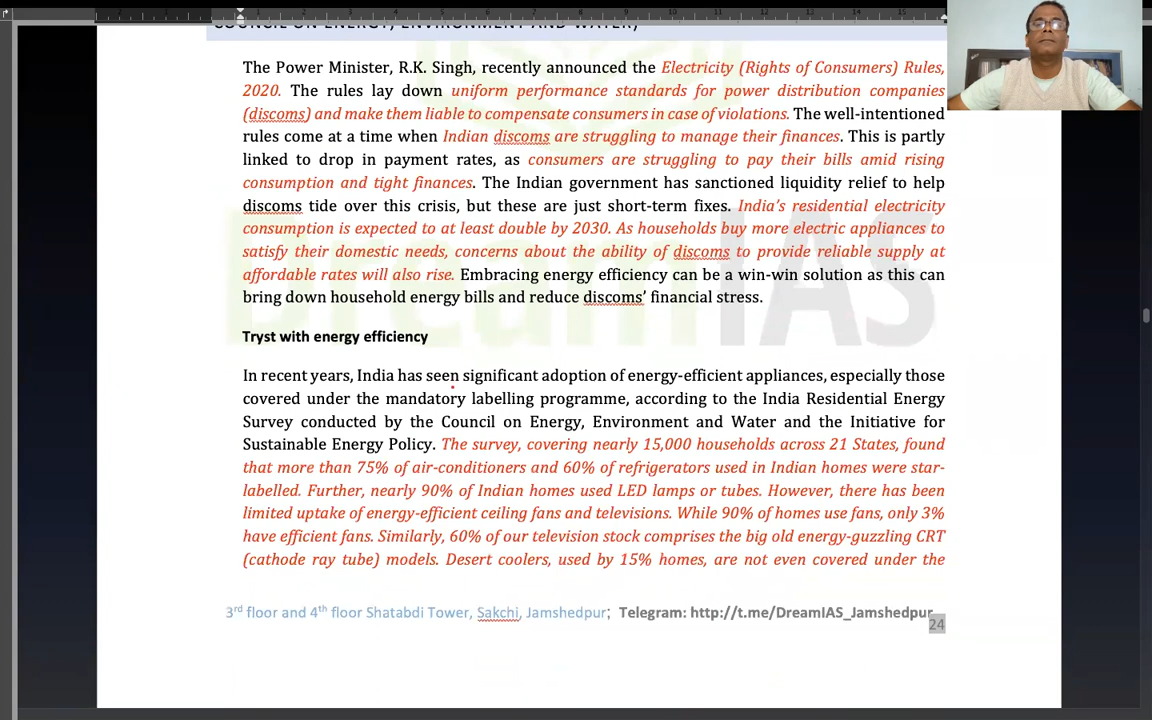 COUNCIL ON ENERGY, ENVIRONMENT AND WATER,
The Power Minister, R.K. Singh, recently announced the Electricity (Rights of Consumers) Rules,
2020. The rules lay down uniform performance standards for power distribution companies
(discoms) and make them liable to compensate consumers in case of violations. The well-intentioned
rules come at a time when Indian discoms are struggling to manage their finances. This is partly
linked to drop in payment rates, as consumers are struggling to pay their bills amid rising
consumption and tight finances. The Indian government has sanctioned liquidity relief to help
discoms tide over this crisis, but these are just short-term fixes. India's residential electricity
consumption is expected to at least double by 2030. As households buy more electric appliances to
satisfy their domestic needs, concerns about the ability of discoms to provide reliable supply at
affordable rates will also rise. Embracing energy efficiency can be a win-win solution as this can
bring down household energy bills and reduce discoms' financial stress.
DreamIAS
Tryst with energy efficiency
In recent years, India has seen significant adoption of energy-efficient appliances, especially those
covered under the mandatory labelling programme, according to the India Residential Energy
Survey conducted by the Council on Energy, Environment and Water and the Initiative for
Sustainable Energy Policy. The survey, covering nearly 15,000 households across 21 States, found
that more than 75% of air-conditioners and 60% of refrigerators used in Indian homes were star-
labelled. Further, nearly 90% of Indian homes used LED lamps or tubes. However, there has been
limited uptake of energy-efficient ceiling fans and televisions. While 90% of homes use fans, only 3%
have efficient fans. Similarly, 60% of our television stock comprises the big old energy-guzzling CRT
(cathode ray tube) models. Desert coolers, used by 15% homes, are not even covered under the
3rd floor and 4th floor Shatabdi Tower, Sakchi, Jamshedpur; Telegram: http://t.me/DreamIAS_Jamshedpur
24